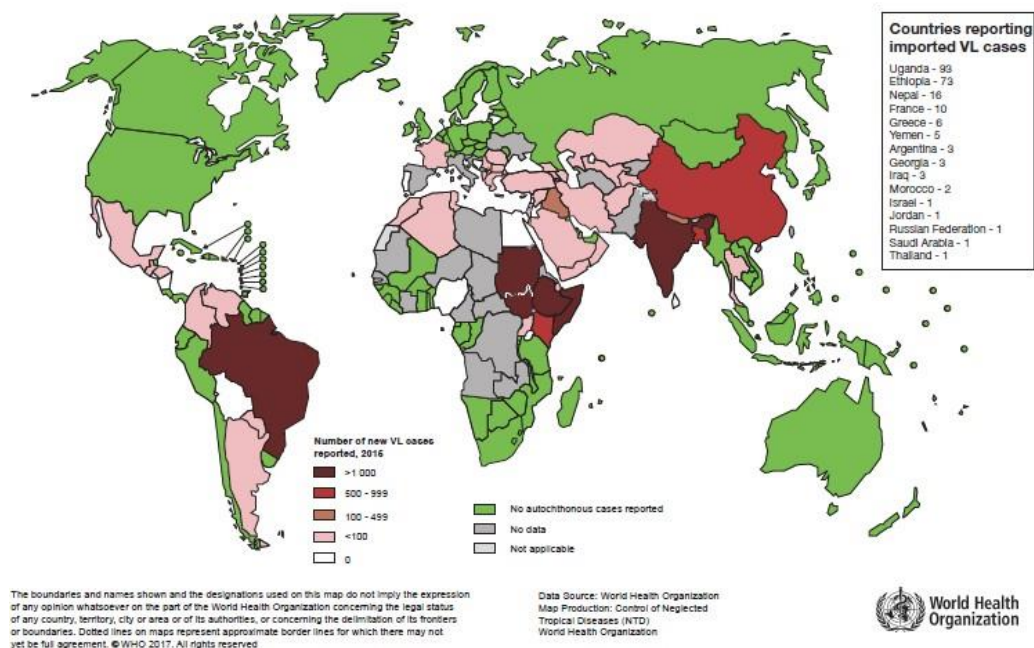 Countries reporting
imported VL cases
Uganda - 93
Ethiopia - 73
Nepal - 16
France - 10
Greece - 6
Yemen - 5
Argentina - 3
Georgia - 3
Iraq - 3
Morocco - 2
Israel - 1
Jordan - 1
Russian Federation - 1
Saudi Arabia - 1
Thailand - 1
Number of new VL cases
reported, 2016
>1 000
500 - 999
100 - 499
<100
0
No autochthonous cases reported
No data
Not applicable
The boundaries and names shown and the designations used on this map do not imply the expression
of any opinion whatsoever on the part of the World Health Organization concerning the legal status
of any country, territory, city or area or of its authorities, or concerning the delimitation of its frontiers
or boundaries. Dotted lines on maps represent approximate border lines for which there may not
yet be full agreement. © WHO 2017. All rights reserved
Data Source: World Health Organization
Map Production: Control of Neglected
Tropical Diseases (NTD)
World Health Organization
World Health
Organization